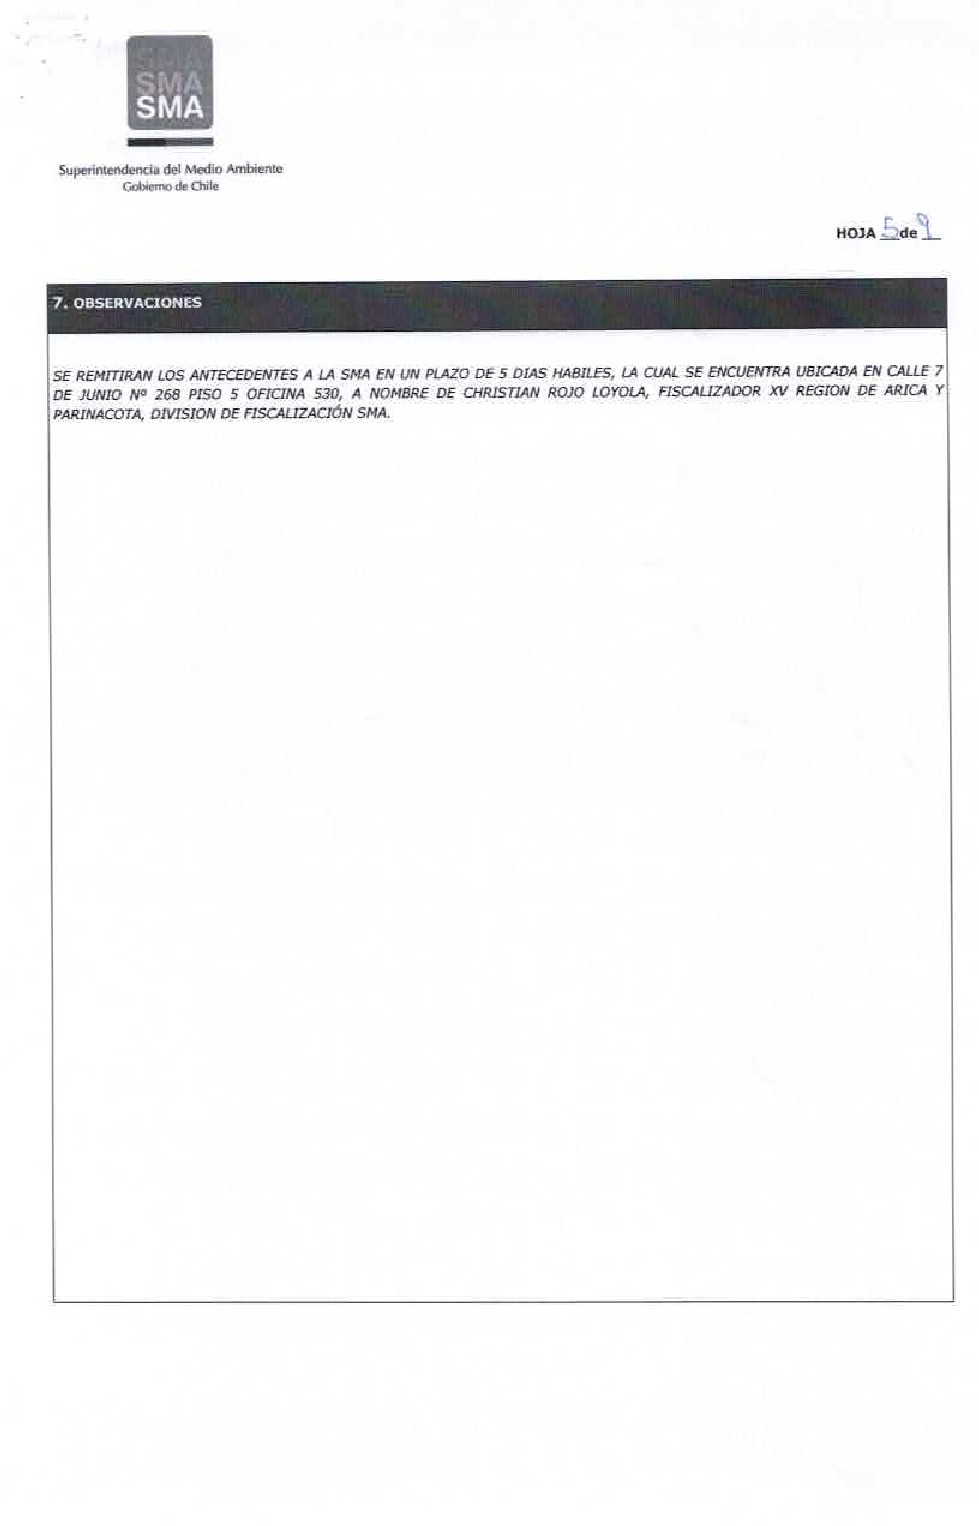 SMA
SMA
SMA
Superintendencia del Medio Ambiente
Gobierno de Chile
HOJA 5 de 9
7. OBSERVACIONES
SE REMITIRAN LOS ANTECEDENTES A LA SMA EN UN PLAZO DE 5 DIAS HABILES, LA CUAL SE ENCUENTRA UBICADA EN CALLE 7
DE JUNIO Nº 268 PISO 5 OFICINA 530, A NOMBRE DE CHRISTIAN ROJO LOYOLA, FISCALIZADOR XV REGION DE ARICA Y
PARINACOTA, DIVISION DE FISCALIZACIÓN SMA.